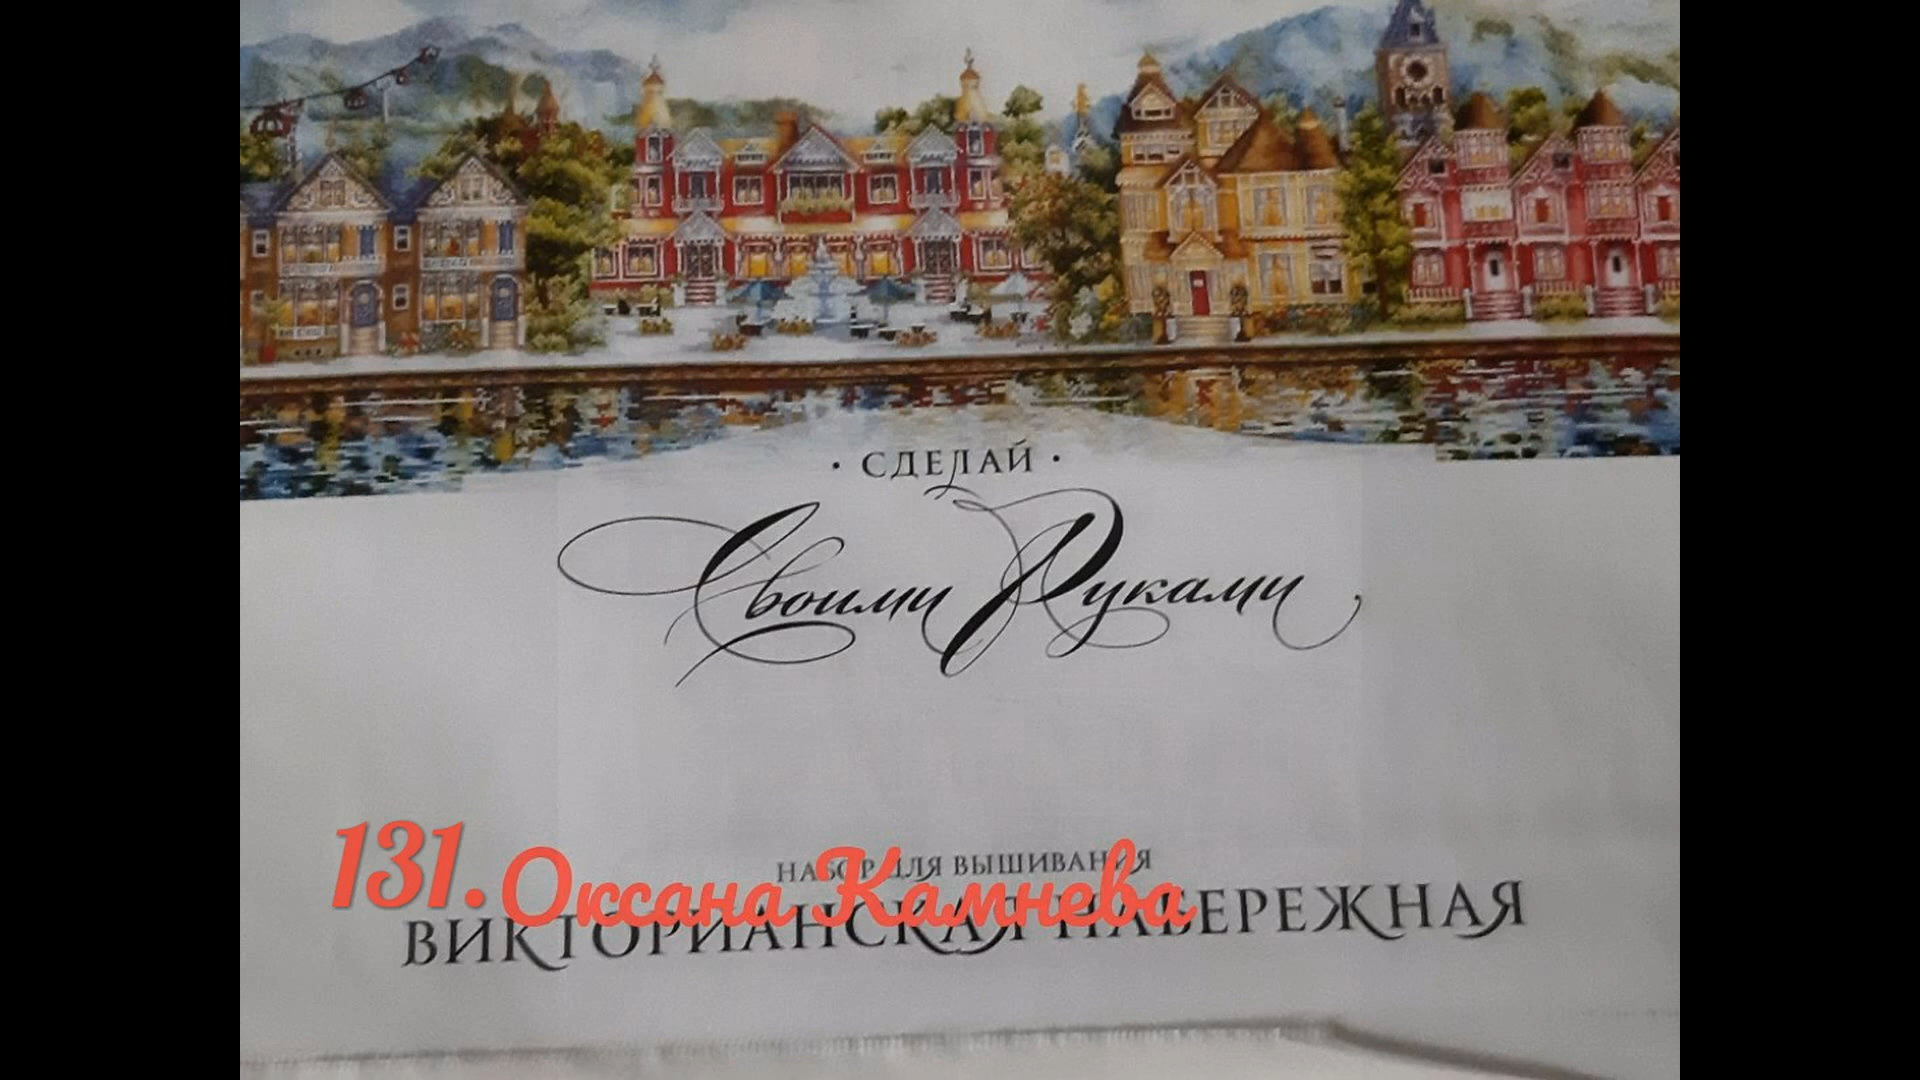 · СДЕЛАЙ ·
Своими Руками
НАБОР ДЛЯ ВЫШИВАНИЯ
131. Оксана Камнева
ВИКТОРИАНСКАЯ НАБЕРЕЖНАЯ